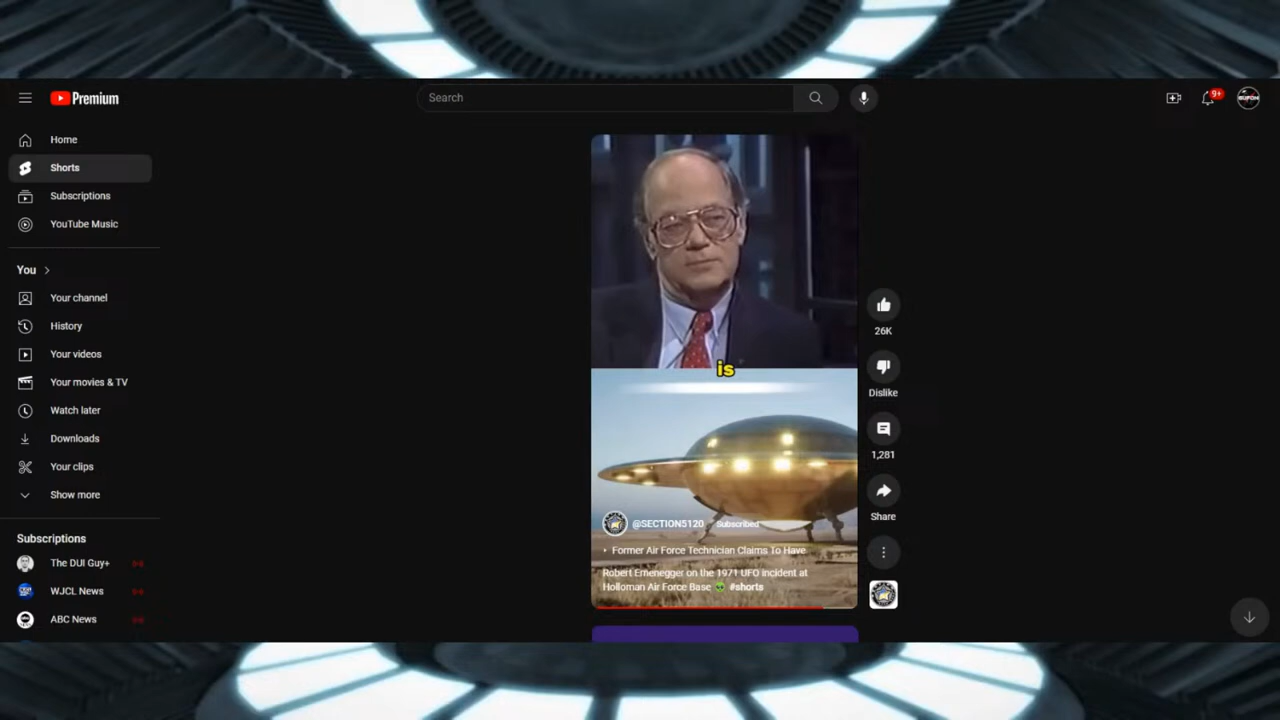 Premium
Search
9+
Home
Shorts
Subscriptions
YouTube Music
You
Your channel
History
Your videos
Your movies & TV
Watch later
Downloads
Your clips
Show more
Subscriptions
The DUI Guy+
WJCL News
ABC News
is
@SECTION5120
Subscribed
Former Air Force Technician Claims To Have
Robert Emenegger on the 1971 UFO incident at
Holloman Air Force Base 👽 #shorts
26K
Dislike
1,281
Share